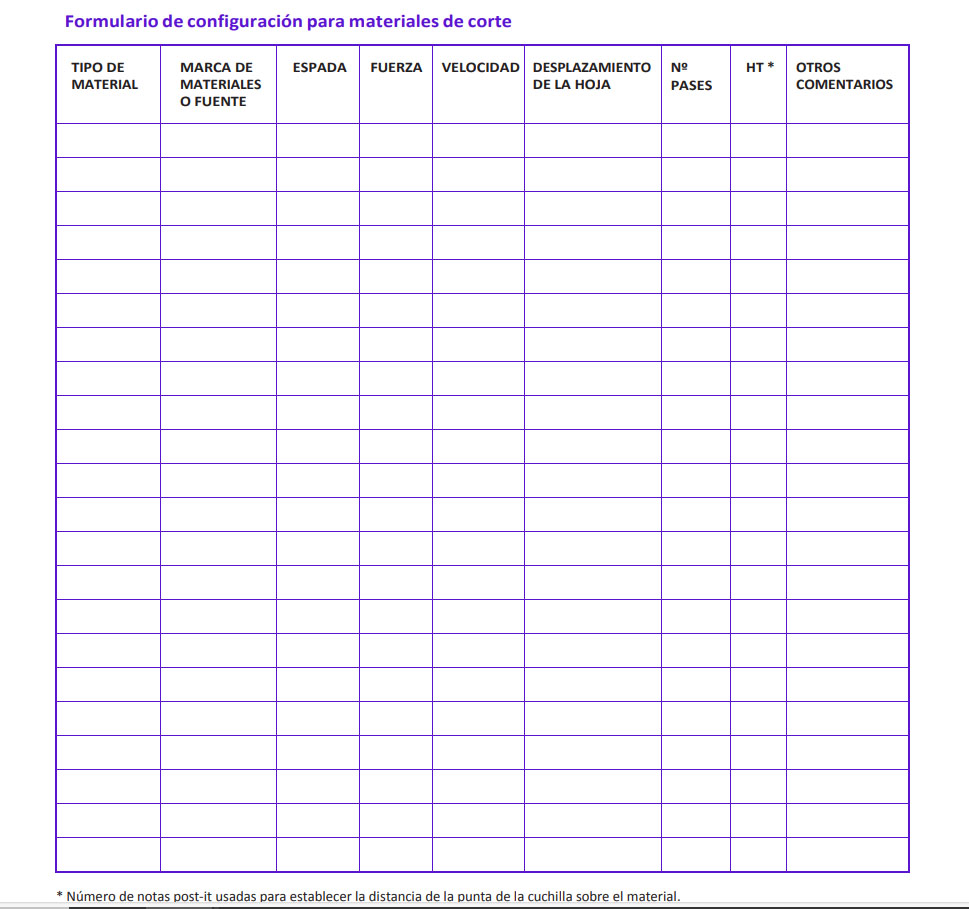 Formulario de configuración para materiales de corte
TIPO DE
MATERIAL
MARCA DE
MATERIALES
O FUENTE
ESPADA
FUERZA
VELOCIDAD
DESPLAZAMIENTO
DE LA HOJA
Nº
PASES
HT *
OTROS
COMENTARIOS
* Número de notas post-it usadas para establecer la distancia de la punta de la cuchilla sobre el material.